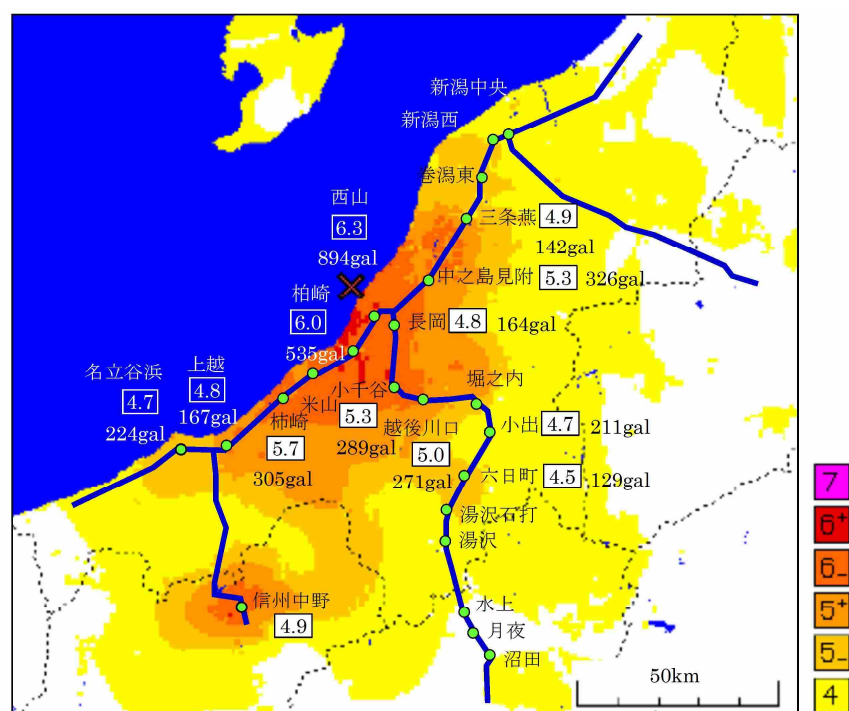 新潟中央
新潟西
巻潟東
西山
6.3
894gal
三条燕 4.9
142gal
中之島見附 5.3 326gal
柏崎
6.0
535gal
長岡 4.8 164gal
上越
4.8
167gal
名立谷浜
4.7
224gal
米山
柿崎
5.7
305gal
小千谷
5.3
289gal
堀之内
越後川口
5.0
271gal
小出 4.7 211gal
六日町 4.5 129gal
湯沢石打
湯沢
信州中野
4.9
水上
月夜
沼田
50km
7
6+
6-
5+
5-
4